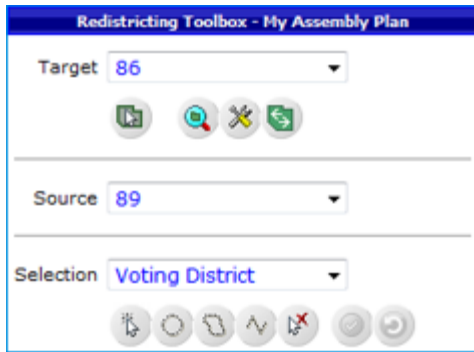 Redistricting Toolbox - My Assembly Plan
Target 86
Source 89
Selection Voting District